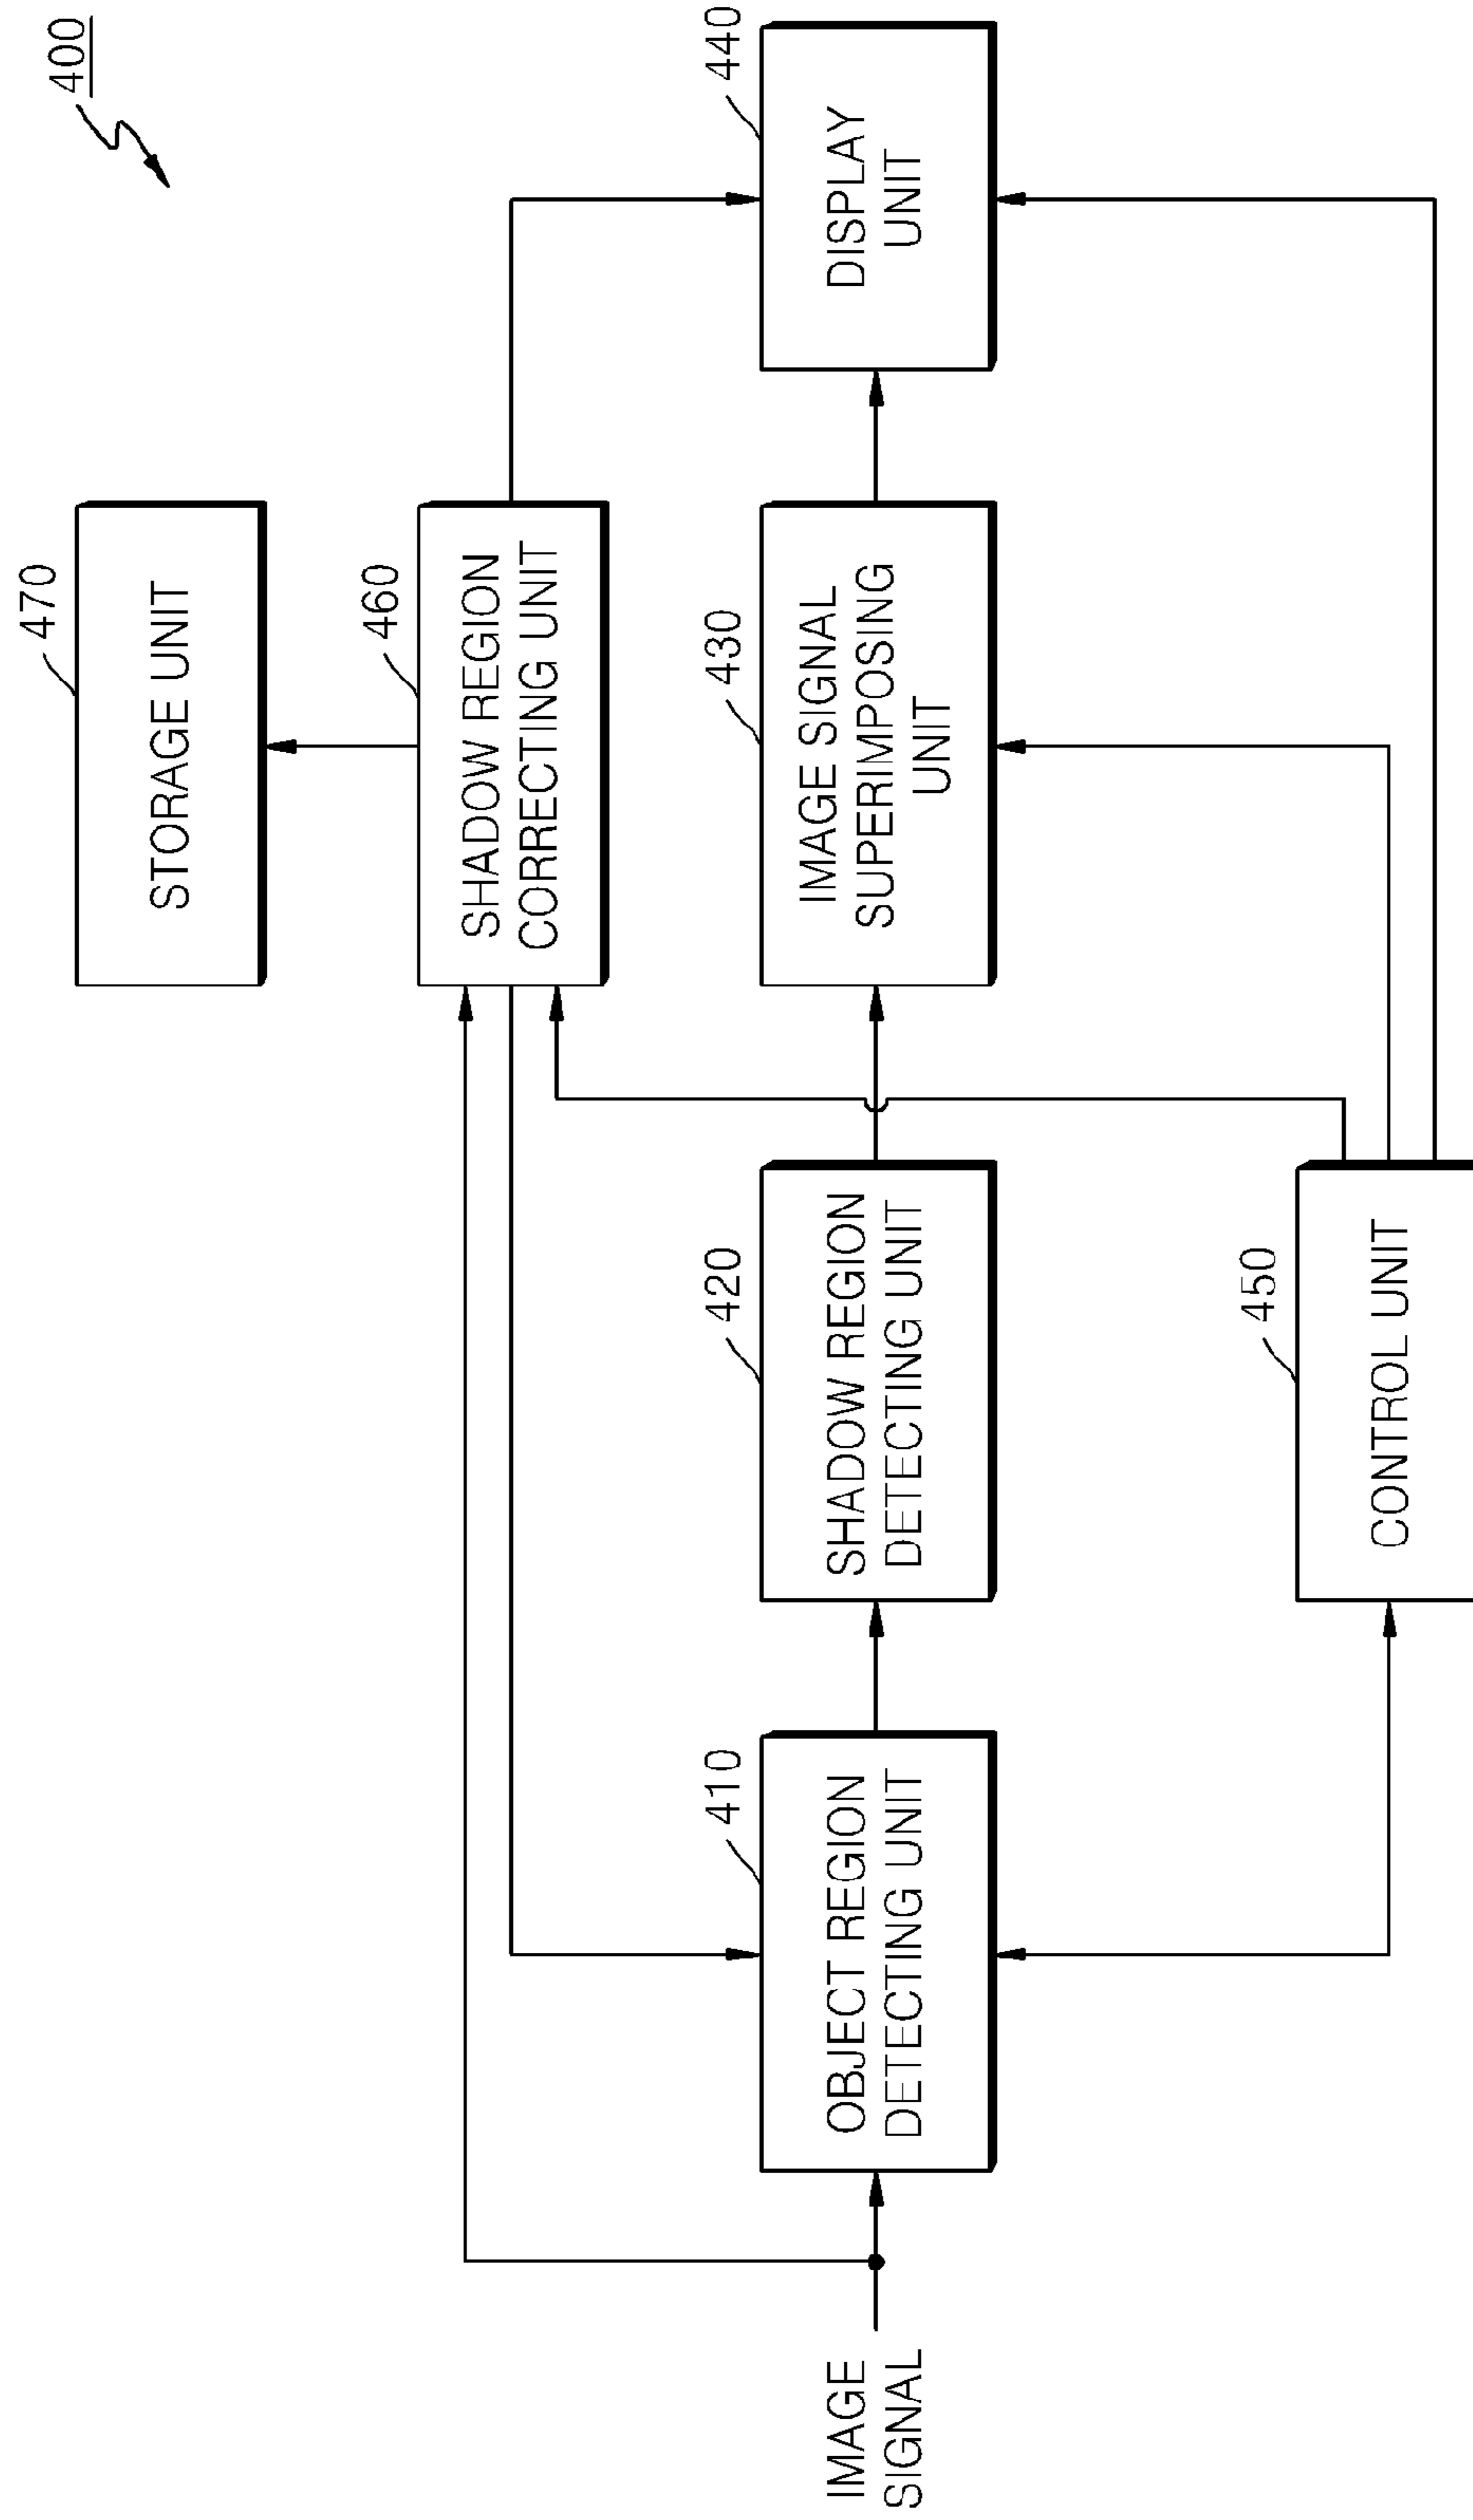 400
470
STORAGE UNIT
460
SHADOW REGION
CORRECTING UNIT
410
OBJECT REGION
DETECTING UNIT
420
SHADOW REGION
DETECTING UNIT
430
IMAGE SIGNAL
SUPERIMPOSING
UNIT
440
DISPLAY
UNIT
IMAGE
SIGNAL
450
CONTROL UNIT